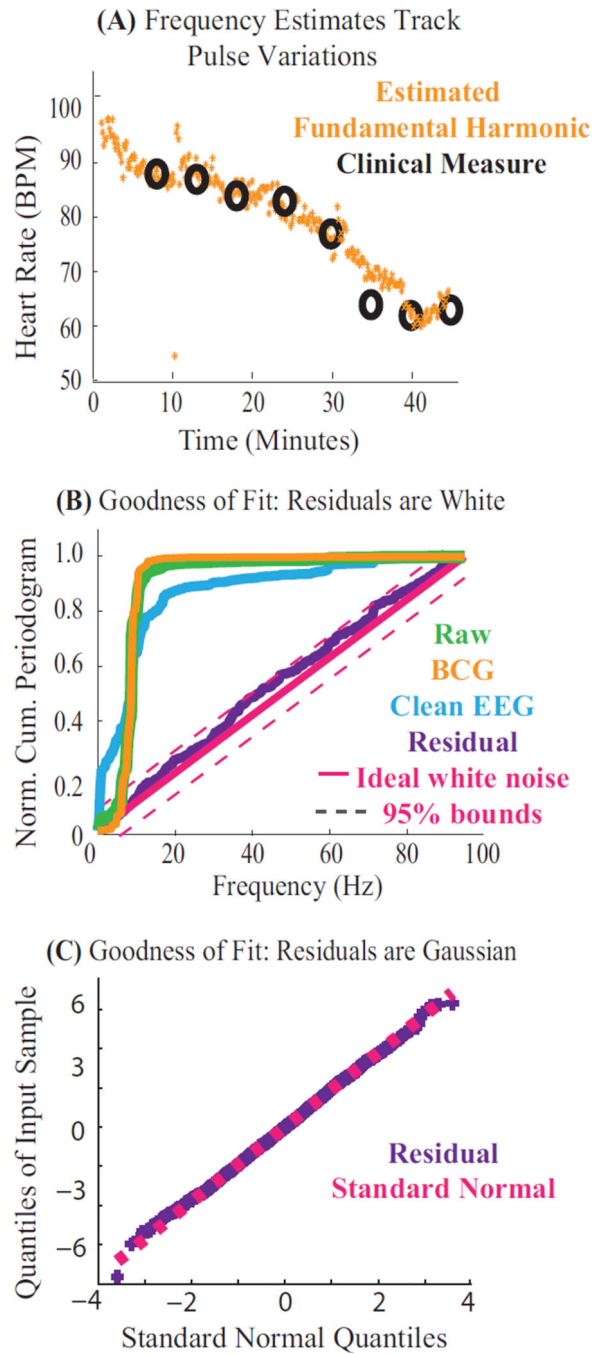 (A) Frequency Estimates Track
Pulse Variations
Estimated
Fundamental Harmonic
Clinical Measure
Heart Rate (BPM)
100
90
80
70
60
50
0 10 20 30 40
Time (Minutes)
(B) Goodness of Fit: Residuals are White
Norm. Cum. Periodogram
1.0
0.8
0.6
0.4
0.2
0
Raw
BCG
Clean EEG
Residual
Ideal white noise
95% bounds
0 20 40 60 80 100
Frequency (Hz)
(C) Goodness of Fit: Residuals are Gaussian
Quantiles of Input Sample
6
3
0
−3
−6
Residual
Standard Normal
−4 −2 0 2 4
Standard Normal Quantiles